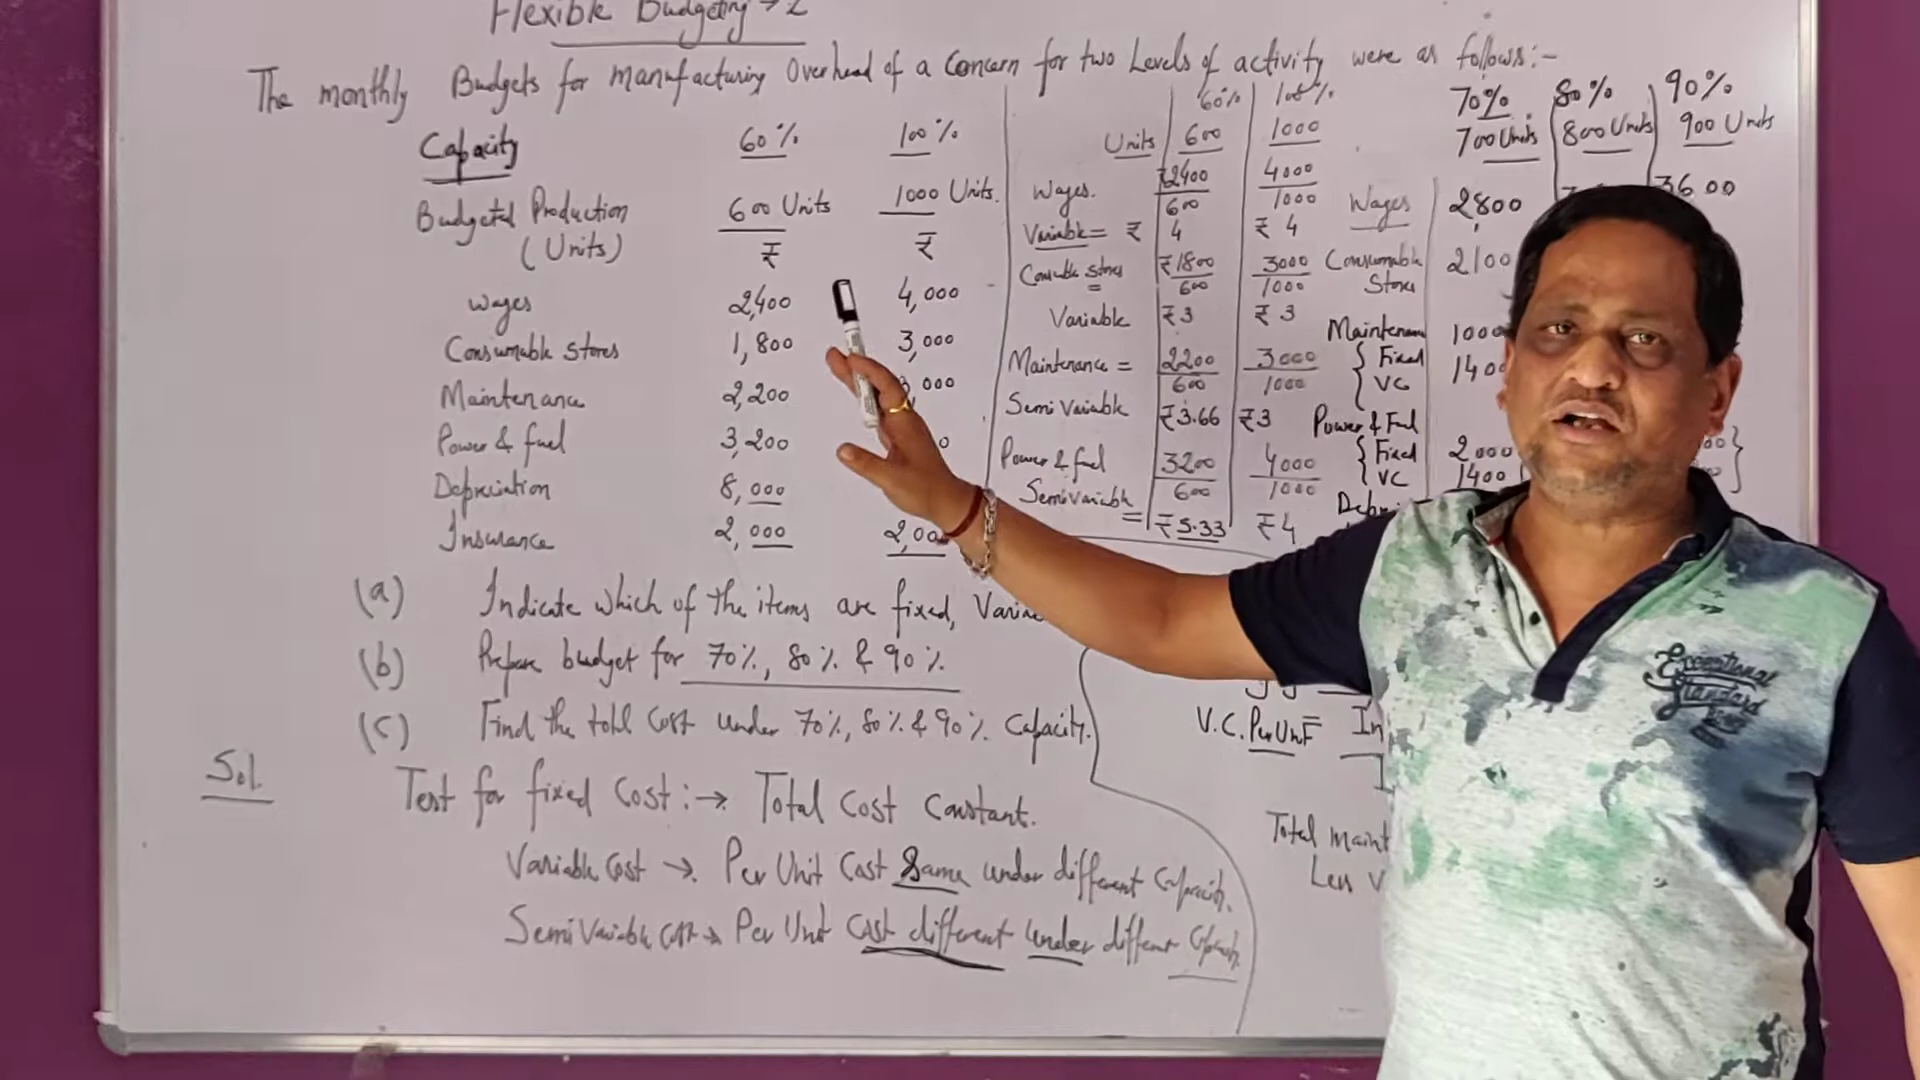 Flexible Budgeting → 2
The monthly Budgets for manufacturing Overhead of a Concern for two Levels of activity were as follows:-
Capacity 60% 100%
Budgeted Production 600 Units 1000 Units.
(Units) ₹ ₹
Wages 2,400 4,000
Consumable Stores 1,800 3,000
Maintenance 2,200 000
Power & fuel 3,200
Depreciation 8,000
Insurance 2,000 2,00
(a) Indicate which of the items are fixed,
(b) Prepare budget for 70%, 80% & 90%.
(c) Find the total Cost under 70%, 80% & 90% Capacity.
Sol.
Test for fixed Cost :→ Total Cost Constant.
Variable Cost → Per Unit Cost Same under different Capacity.
Semi Variable Cost → Per Unit Cost different under different Capacity.
60% 100%
Units 600 1000
Wages. ₹2400 4000
600 1000
Variable = ₹ 4 ₹ 4
Stores ₹1800 3000
= 600 1000
Variable ₹3 ₹3
Maintenance = 2200 3000
600 1000
Semi Variable ₹3.66 ₹3
Power & fuel 3200 4000
600 1000
Semi Variable
= ₹5.33 ₹4
70% 80% 90%
700 Units 800 Units 900 Units
Wages 2800 3600
Consumable 2100
Stores
Fixed
VC
Power & Fuel
Fixed 2000
VC 1400
V.C. Per Unit =
Total
Exceptional
Standard